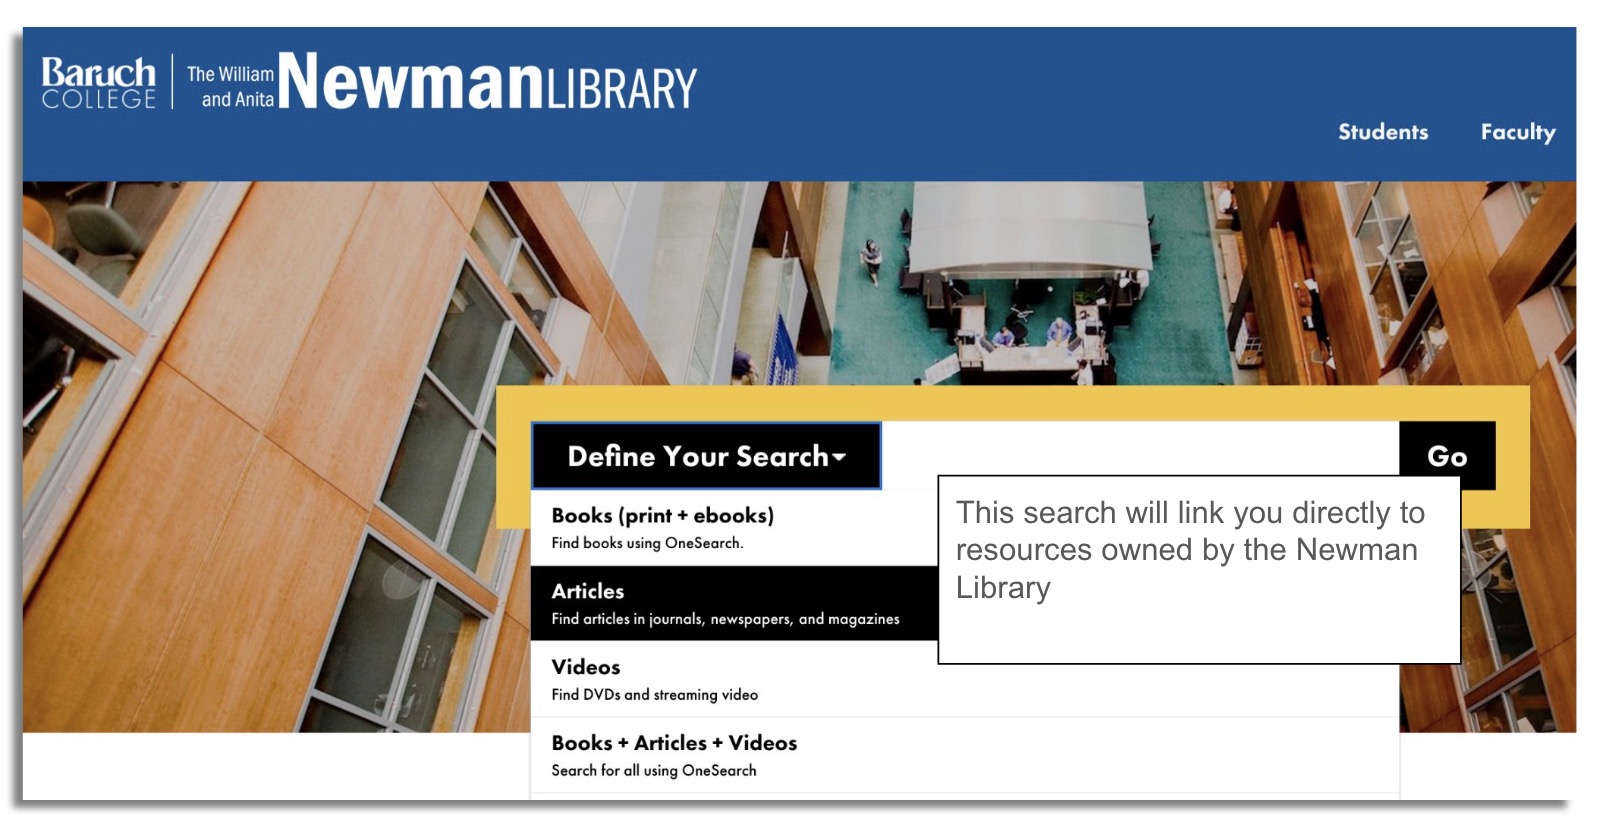 Baruch
COLLEGE
The William
and Anita
Newman LIBRARY
Students Faculty
Define Your Search
Go
Books (print + ebooks)
Find books using OneSearch.
Articles
Find articles in journals, newspapers, and magazines
Videos
Find DVDs and streaming video
Books + Articles + Videos
Search for all using OneSearch
This search will link you directly to
resources owned by the Newman
Library